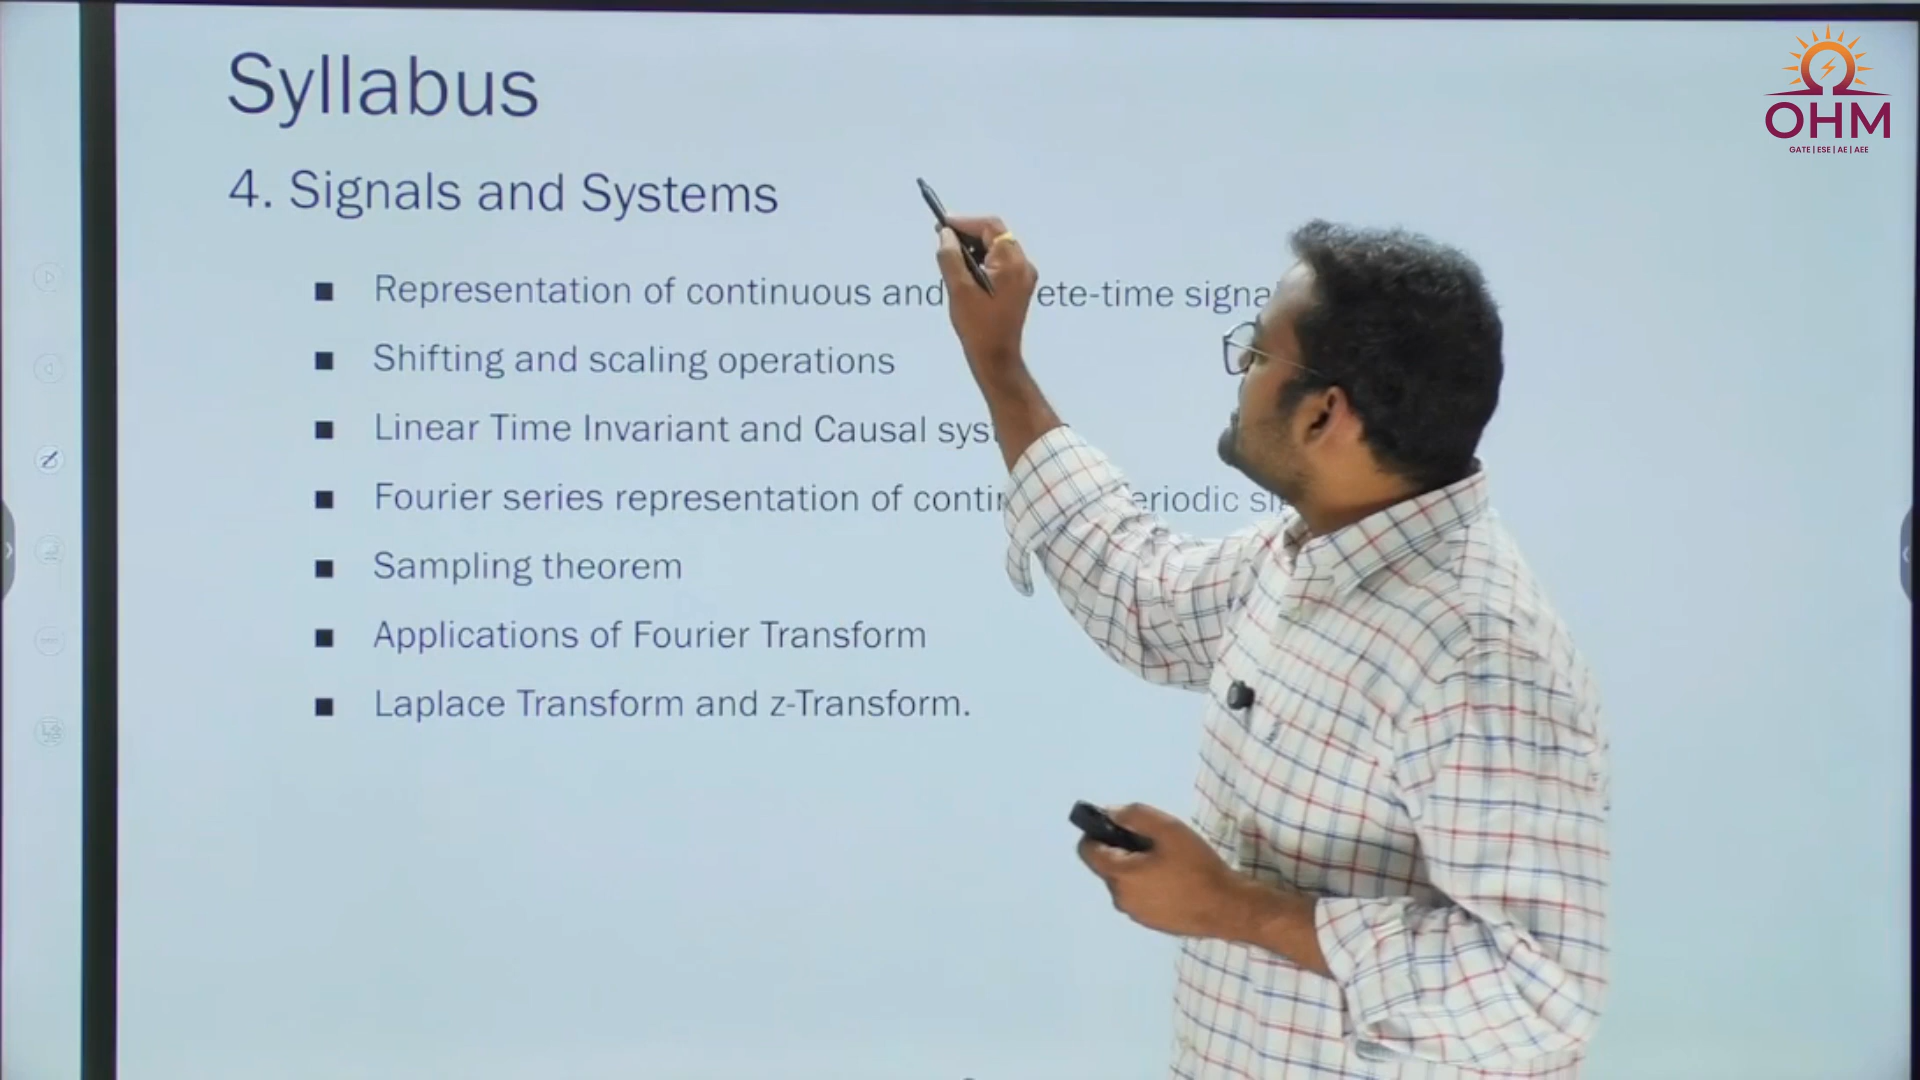 Syllabus
4. Signals and Systems
■ Representation of continuous and ete-time signa
■ Shifting and scaling operations
■ Linear Time Invariant and Causal sys
■ Fourier series representation of conti eriodic si
■ Sampling theorem
■ Applications of Fourier Transform
■ Laplace Transform and z-Transform.
OHM
GATE | ESE | AE | AEE